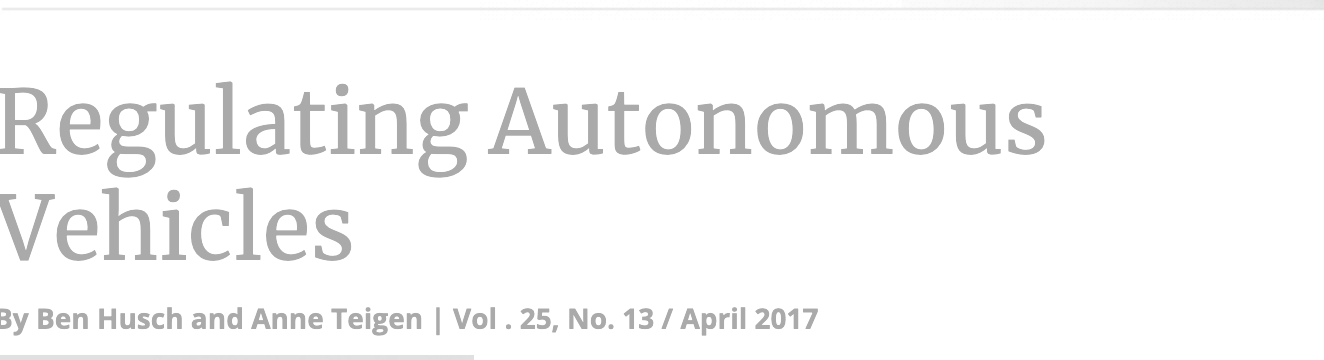 Regulating Autonomous
Vehicles
By Ben Husch and Anne Teigen | Vol . 25, No. 13 / April 2017